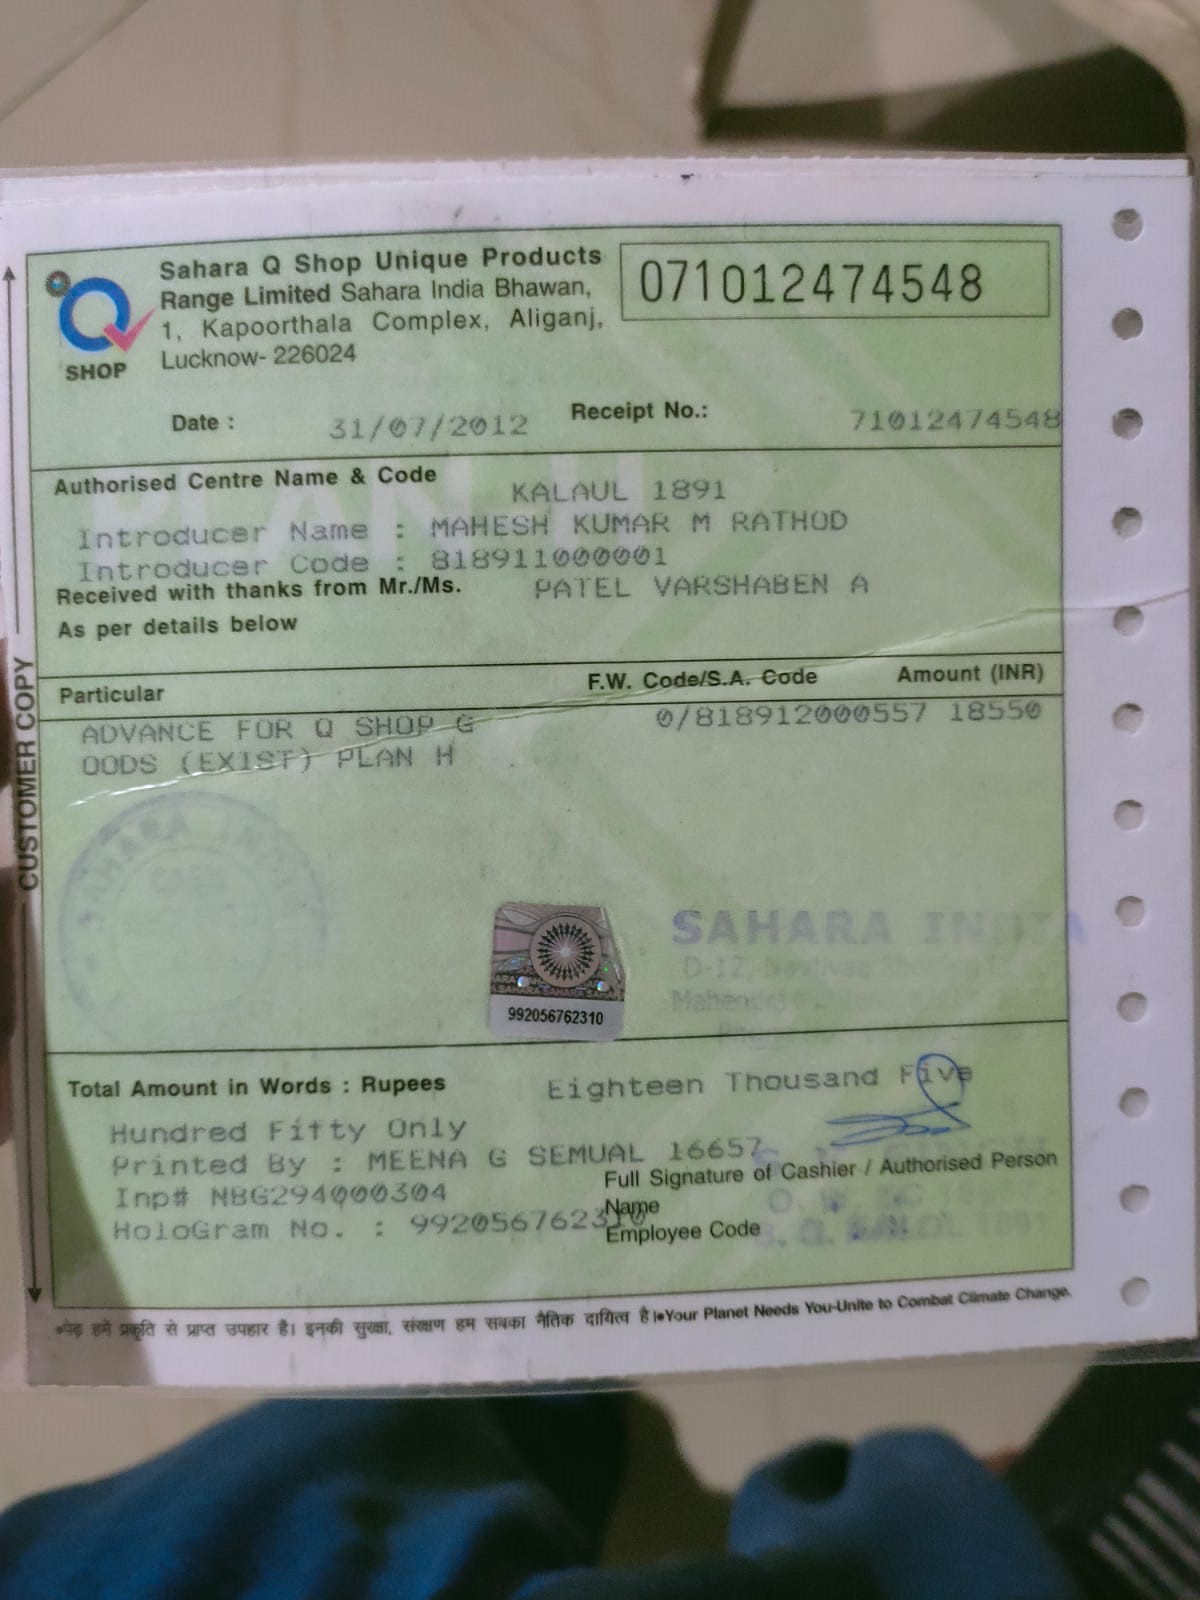 Sahara Q Shop Unique Products
Range Limited Sahara India Bhawan,
1, Kapoorthala Complex, Aliganj,
Lucknow- 226024
SHOP
071012474548
Date : 31/07/2012 Receipt No.: 71012474548
Authorised Centre Name & Code KALAUL 1891
Introducer Name : MAHESH KUMAR M RATHOD
Introducer Code : 818911000001
Received with thanks from Mr./Ms. PATEL VARSHABEN A
As per details below
Particular F.W. Code/S.A. Code Amount (INR)
ADVANCE FOR Q SHOP G 0/818912000557 18550
OODS (EXIST) PLAN H
CUSTOMER COPY
SAHARA INDIA
SAHARA INDIA
D-12,
992056762310
Total Amount in Words : Rupees Eighteen Thousand Five
Hundred Fifty Only
Printed By : MEENA G SEMUAL 16657
Full Signature of Cashier / Authorised Person
Inp# NBG294000304
Name
HoloGram No. : 992056762310
Employee Code
•पेड़ हमें प्रकृति से प्राप्त उपहार है। इनकी सुरक्षा, संरक्षण हम सबका नैतिक दायित्व है।•Your Planet Needs You-Unite to Combat Climate Change.